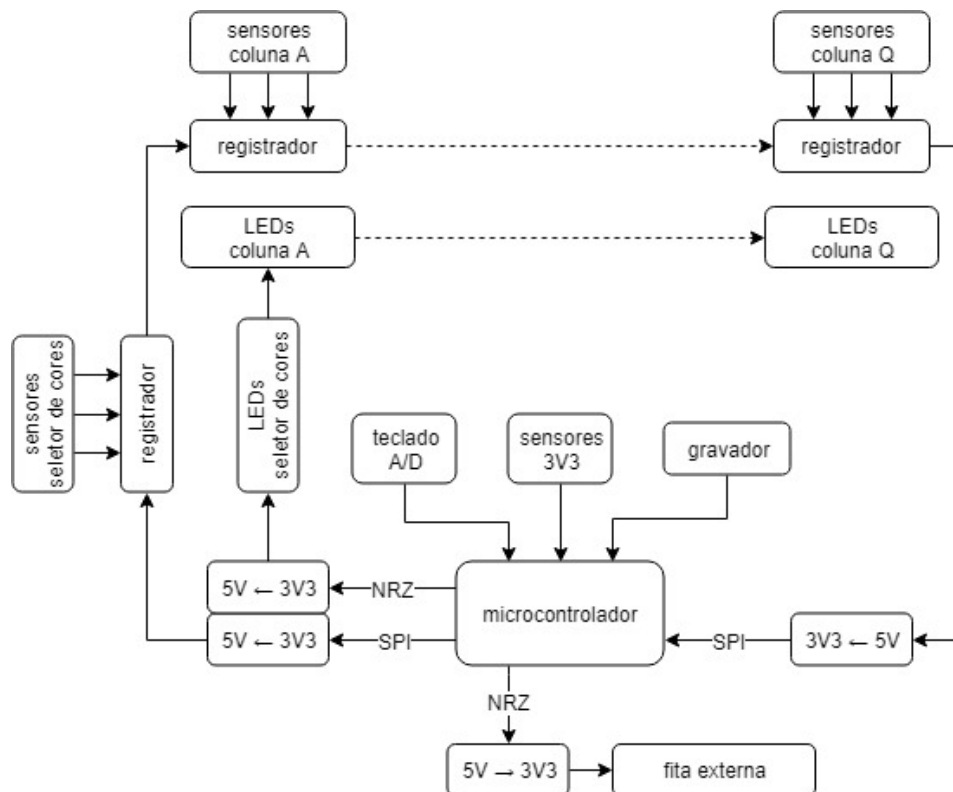 sensores
coluna A
sensores
coluna Q
registrador
registrador
LEDs
coluna A
LEDs
coluna Q
sensores
seletor de cores
registrador
LEDs
seletor de cores
teclado
A/D
sensores
3V3
gravador
5V ← 3V3
NRZ
microcontrolador
5V ← 3V3
SPI
SPI
3V3 ← 5V
NRZ
5V → 3V3
fita externa